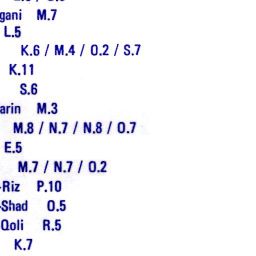 gani M.7
L.5
K.6 / M.4 / O.2 / S.7
K.11
S.6
arin M.3
M.8 / N.7 / N.8 / O.7
E.5
M.7 / N.7 / O.2
-Riz P.10
-Shad O.5
Qoli R.5
K.7